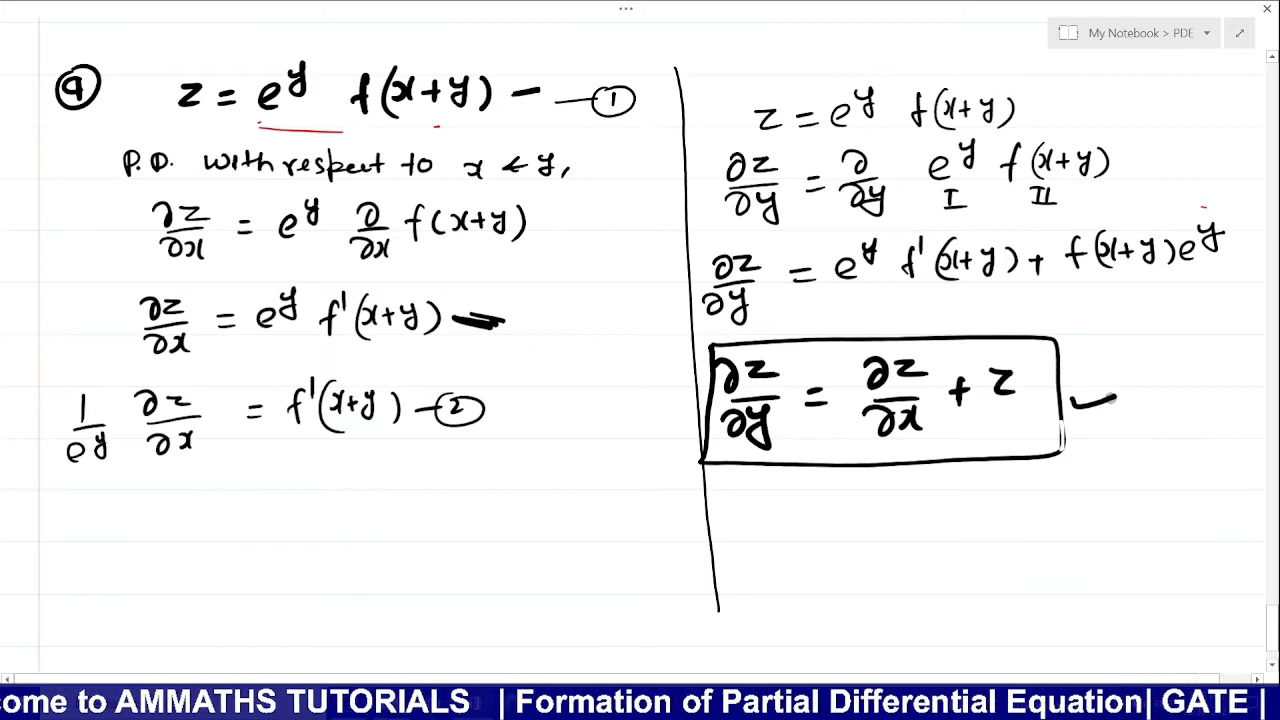 My Notebook > PDE
9 z = e^y f(x+y) — ①
P.D. with respect to x & y,
∂z/∂x = e^y ∂/∂x f(x+y)
∂z/∂x = e^y f'(x+y)
1/e^y ∂z/∂x = f'(x+y) — ②
z = e^y f(x+y)
∂z/∂y = ∂/∂y e^y f(x+y)
I II
∂z/∂y = e^y f'(x+y) + f(x+y) e^y
∂z/∂y = ∂z/∂x + z ✓
come to AMMATHS TUTORIALS | Formation of Partial Differential Equation| GATE |